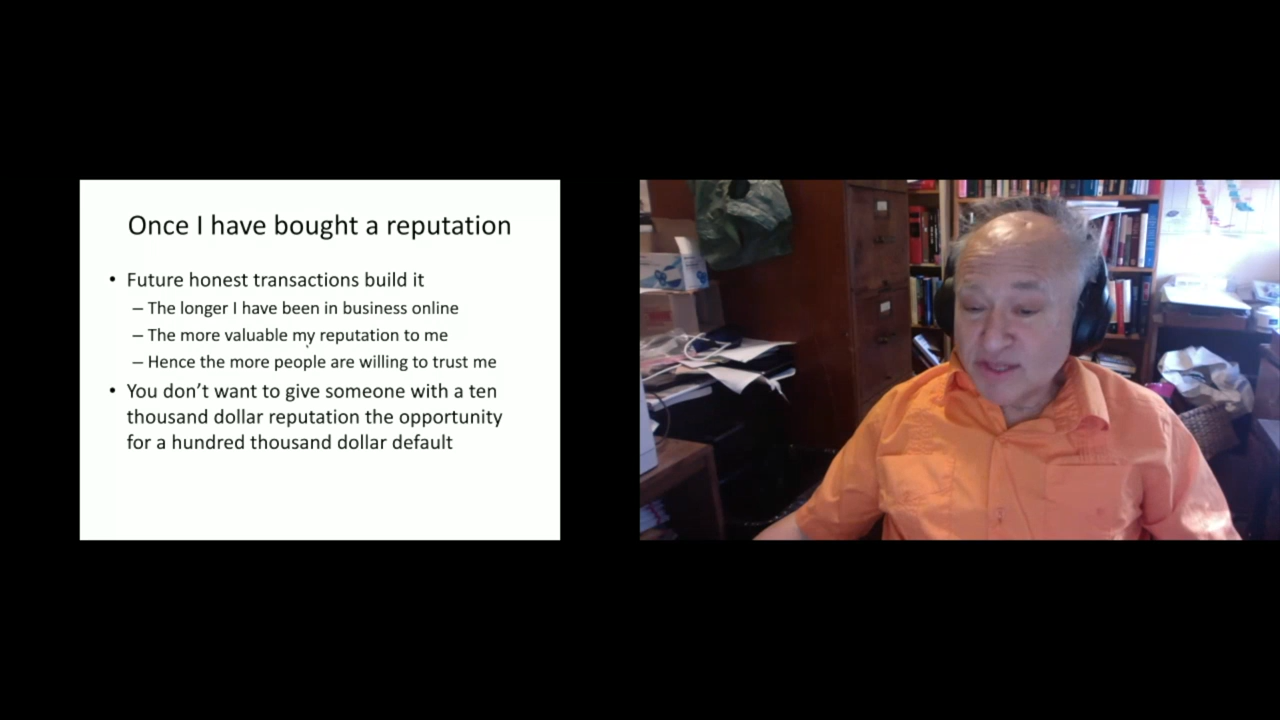 Once I have bought a reputation
• Future honest transactions build it
– The longer I have been in business online
– The more valuable my reputation to me
– Hence the more people are willing to trust me
• You don’t want to give someone with a ten
thousand dollar reputation the opportunity
for a hundred thousand dollar default